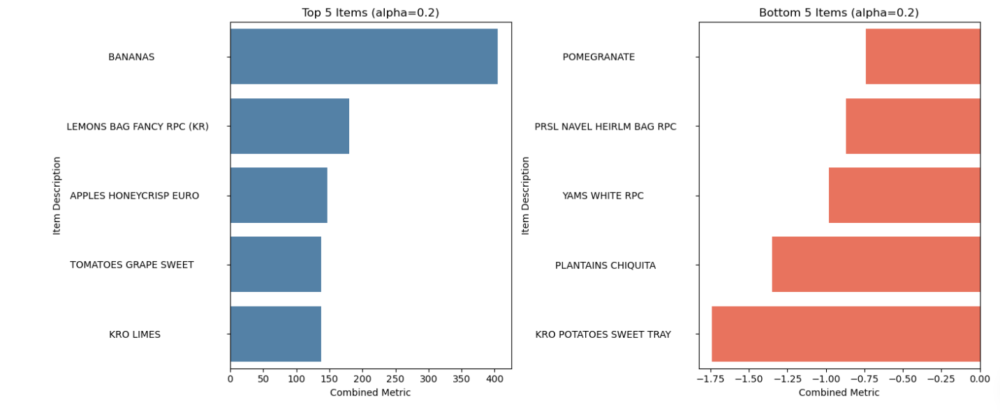 Top 5 Items (alpha=0.2)
Item Description
BANANAS
LEMONS BAG FANCY RPC (KR)
APPLES HONEYCRISP EURO
TOMATOES GRAPE SWEET
KRO LIMES
0 50 100 150 200 250 300 350 400
Combined Metric
Bottom 5 Items (alpha=0.2)
Item Description
POMEGRANATE
PRSL NAVEL HEIRLM BAG RPC
YAMS WHITE RPC
PLANTAINS CHIQUITA
KRO POTATOES SWEET TRAY
−1.75 −1.50 −1.25 −1.00 −0.75 −0.50 −0.25 0.00
Combined Metric